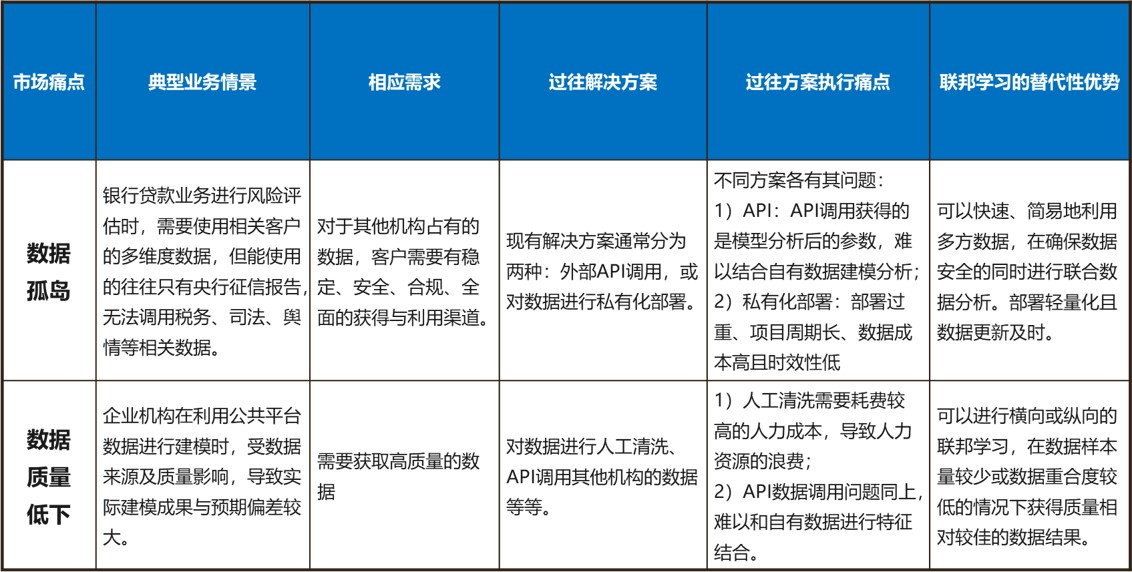 市场痛点
典型业务情景
相应需求
过往解决方案
过往方案执行痛点
联邦学习的替代性优势
数据
孤岛
银行贷款业务进行风险评
估时，需要使用相关客户
的多维度数据，但能使用
的往往只有央行征信报告，
无法调用税务、司法、舆
情等相关数据。
对于其他机构占有的
数据，客户需要有稳
定、安全、合规、全
面的获得与利用渠道。
现有解决方案通常分为
两种：外部API调用，或
对数据进行私有化部署。
不同方案各有其问题：
1）API：API调用获得的
是模型分析后的参数，难
以结合自有数据建模分析；
2）私有化部署：部署过
重、项目周期长、数据成
本高且时效性低
可以快速、简易地利用
多方数据，在确保数据
安全的同时进行联合数
据分析。部署轻量化且
数据更新及时。
数据
质量
低下
企业机构在利用公共平台
数据进行建模时，受数据
来源及质量影响，导致实
际建模成果与预期偏差较
大。
需要获取高质量的数
据
对数据进行人工清洗、
API调用其他机构的数据
等等。
1）人工清洗需要耗费较
高的人力成本，导致人力
资源的浪费；
2）API数据调用问题同上，
难以和自有数据进行特征
结合。
可以进行横向或纵向的
联邦学习，在数据样本
量较少或数据重合度较
低的情况下获得质量相
对较佳的数据结果。